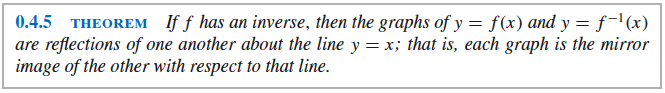 0.4.5 THEOREM If f has an inverse, then the graphs of y = f(x) and y = f⁻¹(x)
are reflections of one another about the line y = x; that is, each graph is the mirror
image of the other with respect to that line.